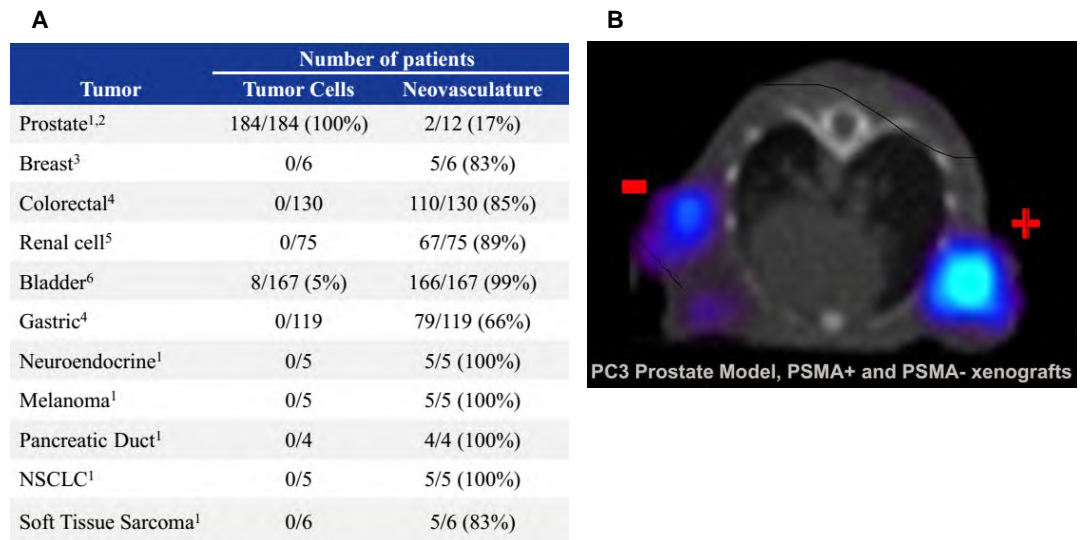 A
Number of patients
Tumor Tumor Cells Neovasculature
Prostate1,2 184/184 (100%) 2/12 (17%)
Breast3 0/6 5/6 (83%)
Colorectal4 0/130 110/130 (85%)
Renal cell5 0/75 67/75 (89%)
Bladder6 8/167 (5%) 166/167 (99%)
Gastric4 0/119 79/119 (66%)
Neuroendocrine1 0/5 5/5 (100%)
Melanoma1 0/5 5/5 (100%)
Pancreatic Duct1 0/4 4/4 (100%)
NSCLC1 0/5 5/5 (100%)
Soft Tissue Sarcoma1 0/6 5/6 (83%)
B
- +
PC3 Prostate Model, PSMA+ and PSMA- xenografts